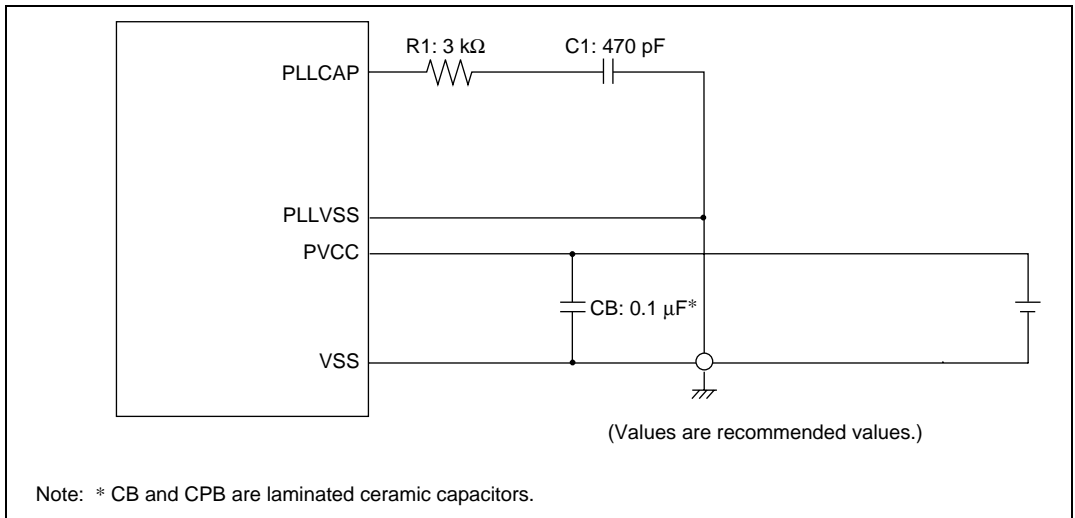 R1: 3 kΩ
C1: 470 pF
PLLCAP
PLLVSS
PVCC
CB: 0.1 μF*
VSS
(Values are recommended values.)
Note: * CB and CPB are laminated ceramic capacitors.